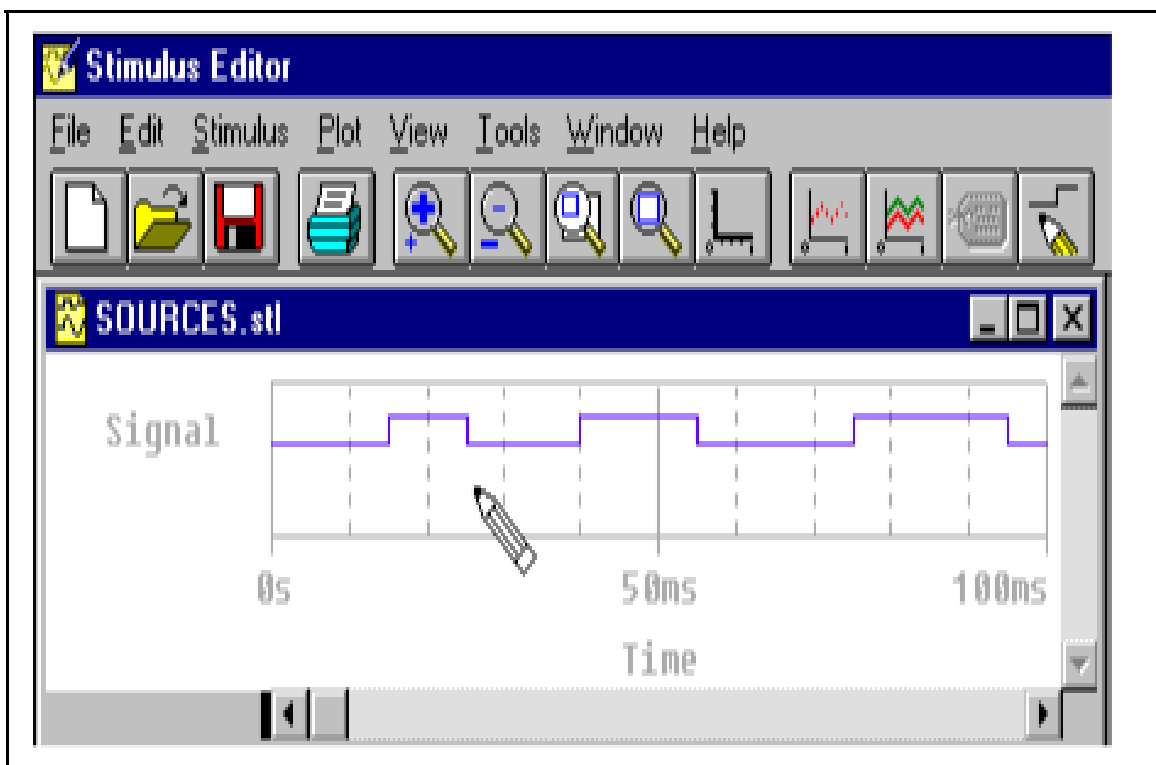 Stimulus Editor
File Edit Stimulus Plot View Tools Window Help
SOURCES.stl
Signal
0s 50ms 100ms
Time